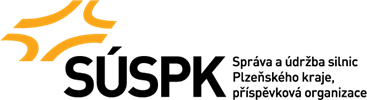 SÚSPK
Správa a údržba silnic
Plzeňského kraje,
příspěvková organizace